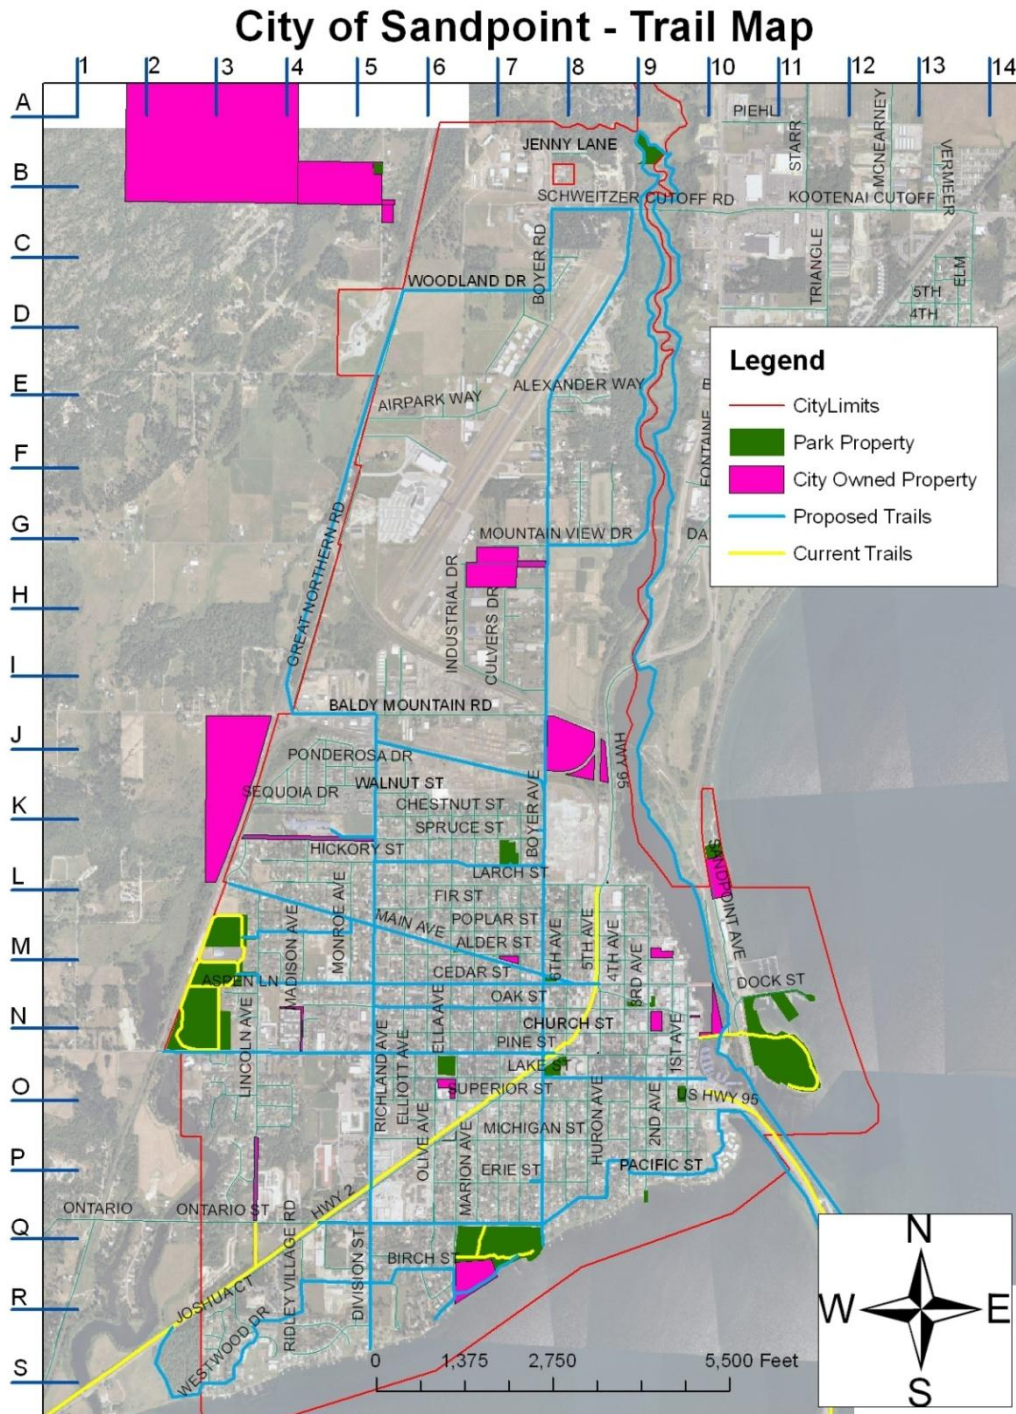 City of Sandpoint - Trail Map
1 2 3 4 5 6 7 8 9 10 11 12 13 14
A
PIEHL
STARR
MCNEARNEY
VERMEER
JENNY LANE
B
SCHWEITZER CUTOFF RD
KOOTENAI CUTOFF
C
BOYER RD
TRIANGLE
ELM
WOODLAND DR
5TH
4TH
D
Legend
CityLimits
Park Property
City Owned Property
Proposed Trails
Current Trails
E
ALEXANDER WAY
AIRPARK WAY
FONTAINE
F
G
MOUNTAIN VIEW DR
DA
GREAT NORTHERN RD
INDUSTRIAL DR
CULVERS DR
H
I
BALDY MOUNTAIN RD
J
HWY 95
PONDEROSA DR
WALNUT ST
SEQUOIA DR
CHESTNUT ST
K
SPRUCE ST
BOYER AVE
HICKORY ST
LARCH ST
SANDPOINT AVE
L
FIR ST
MAIN AVE
POPLAR ST
MONROE AVE
MADISON AVE
ALDER ST
5TH AVE
4TH AVE
6TH AVE
3RD AVE
M
CEDAR ST
ASPEN LN
OAK ST
DOCK ST
N
CHURCH ST
PINE ST
ELLA AVE
LINCOLN AVE
RICHLAND AVE
ELLIOTT AVE
1ST AVE
LAKE ST
O
SUPERIOR ST
US HWY 95
HURON AVE
2ND AVE
MICHIGAN ST
OLIVE AVE
MARION AVE
P
ERIE ST
PACIFIC ST
HWY 2
ONTARIO
ONTARIO ST
Q
RIDLEY VILLAGE RD
DIVISION ST
BIRCH ST
R
JOSHUA CT
WESTWOOD DR
S
0 1,375 2,750 5,500 Feet
N
W E
S